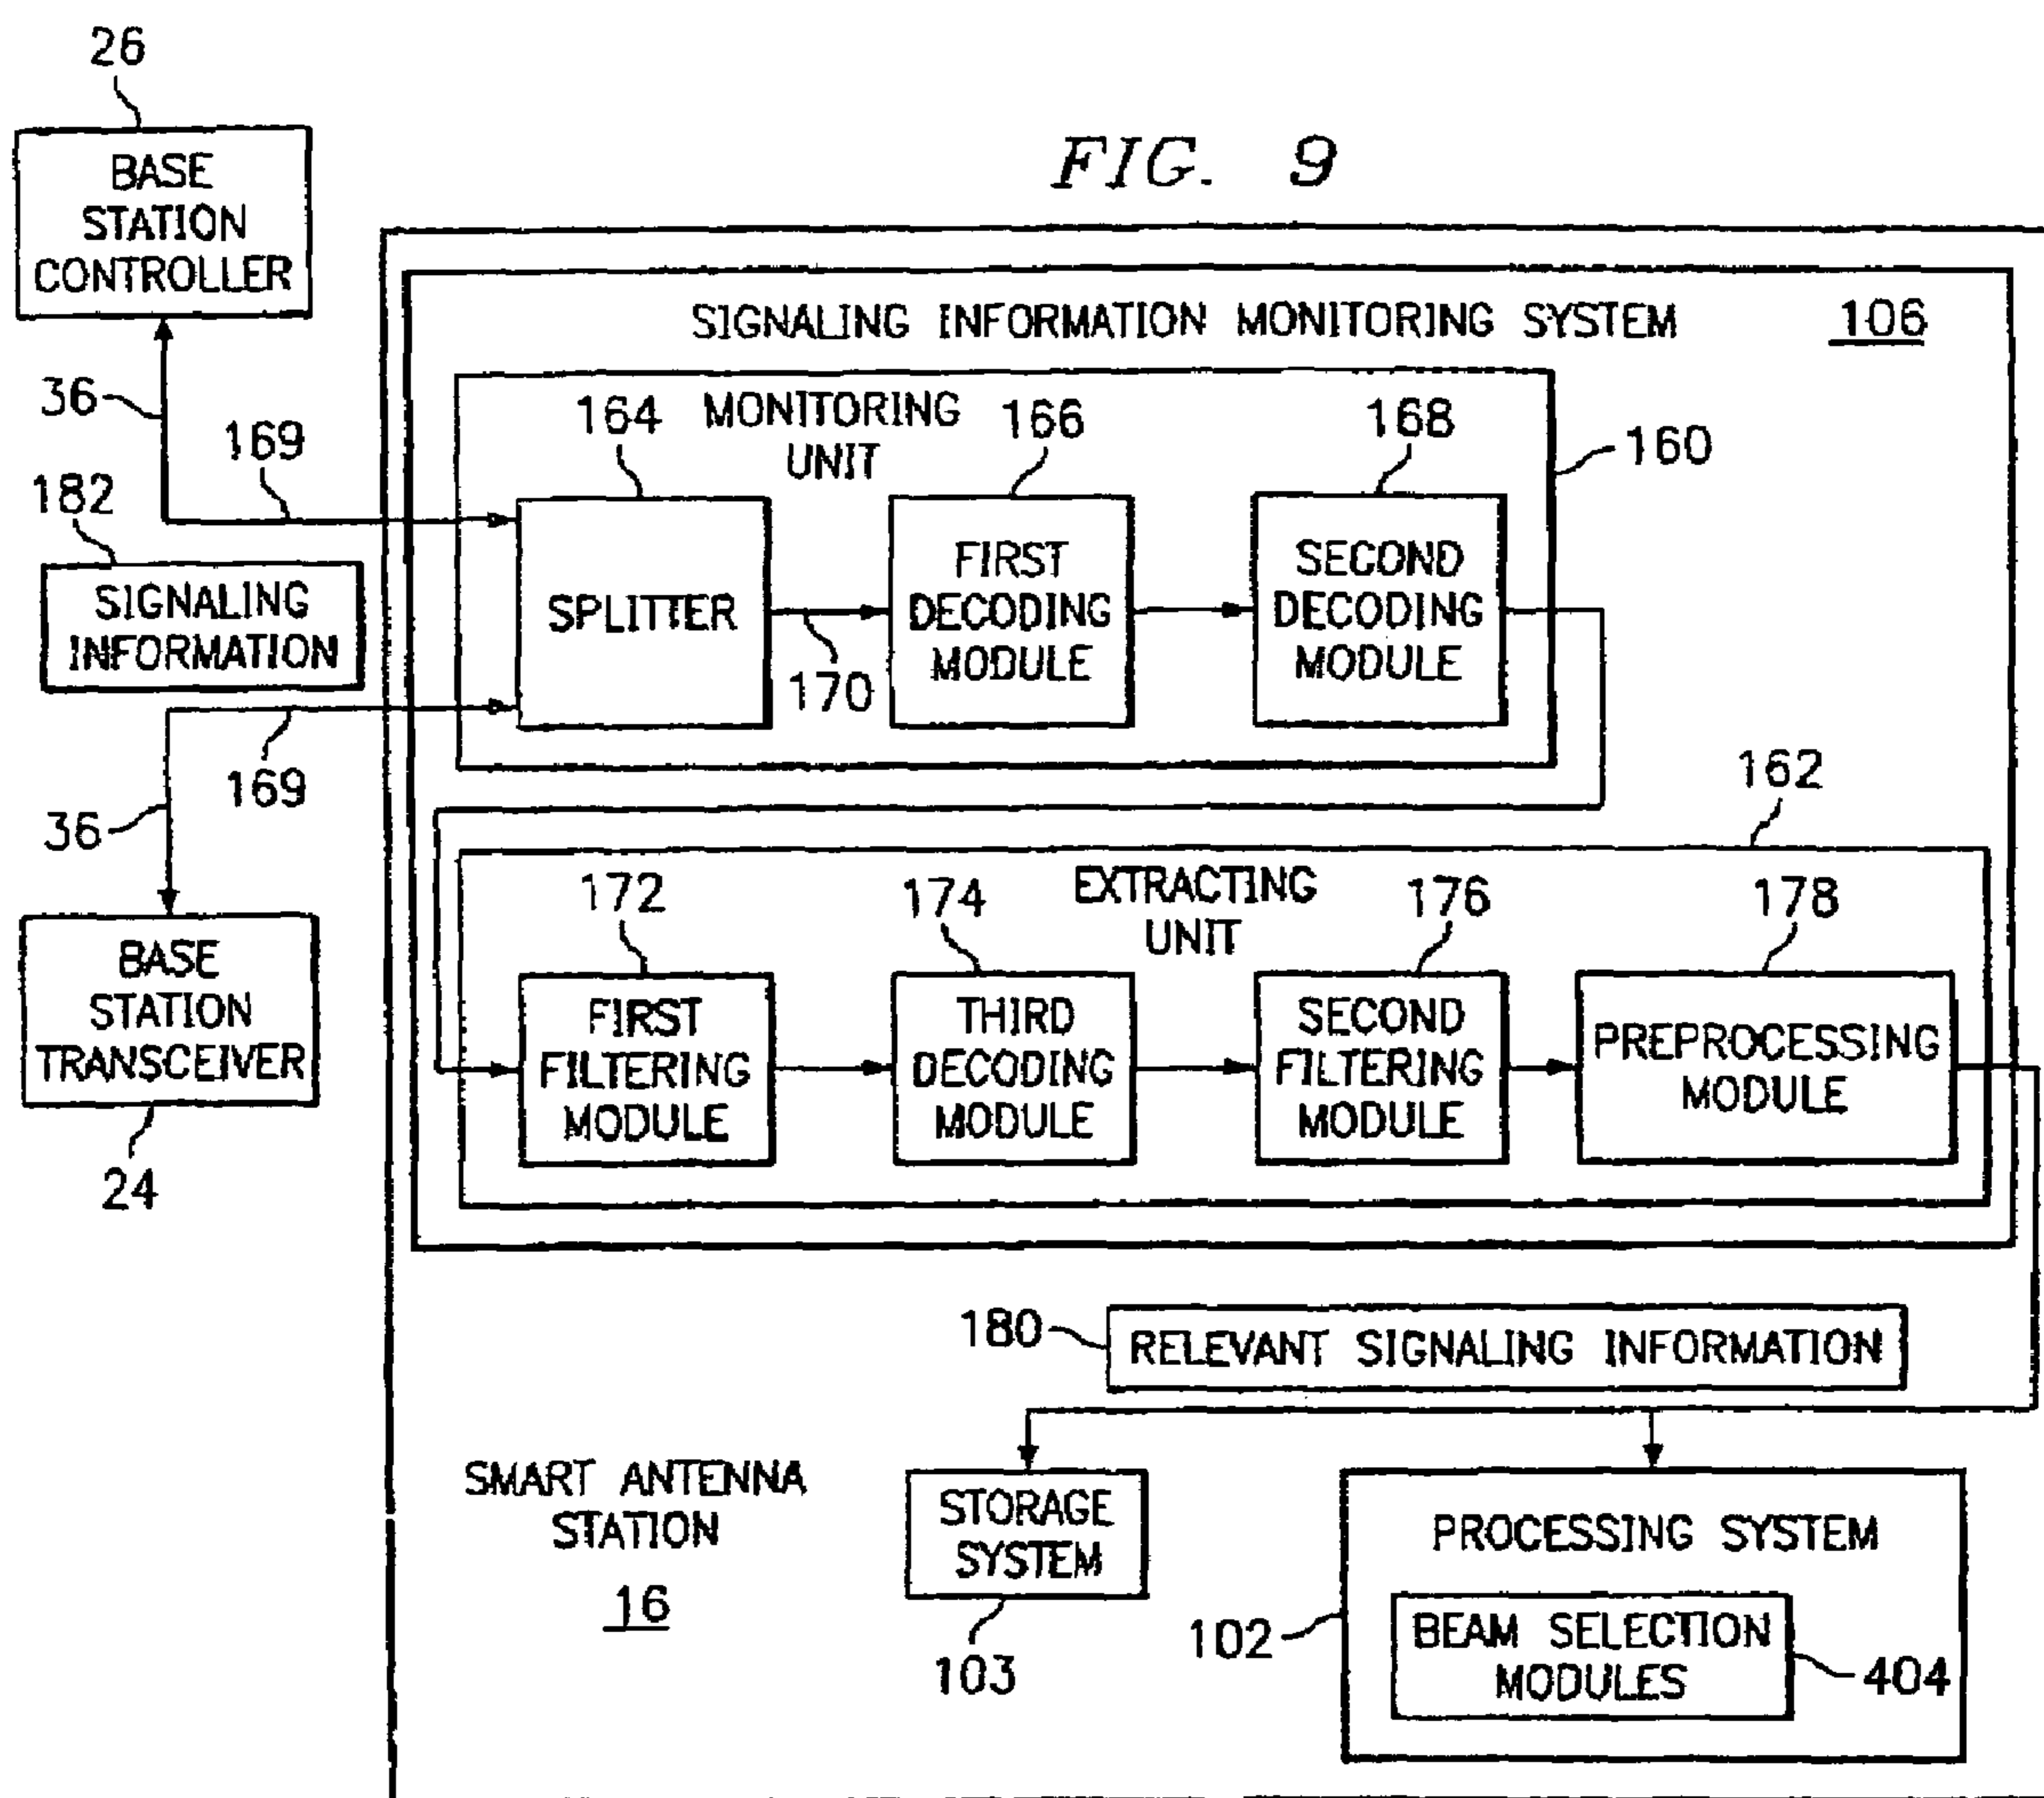 FIG. 9
26
BASE
STATION
CONTROLLER
36
169
182
SIGNALING
INFORMATION
169
36
BASE
STATION
TRANSCEIVER
24
SIGNALING INFORMATION MONITORING SYSTEM 106
MONITORING
UNIT
160
164
SPLITTER
170
166
FIRST
DECODING
MODULE
168
SECOND
DECODING
MODULE
162
EXTRACTING
UNIT
172
FIRST
FILTERING
MODULE
174
THIRD
DECODING
MODULE
176
SECOND
FILTERING
MODULE
178
PREPROCESSING
MODULE
180
RELEVANT SIGNALING INFORMATION
SMART ANTENNA
STATION
16
STORAGE
SYSTEM
103
PROCESSING SYSTEM
102
BEAM SELECTION
MODULES
404